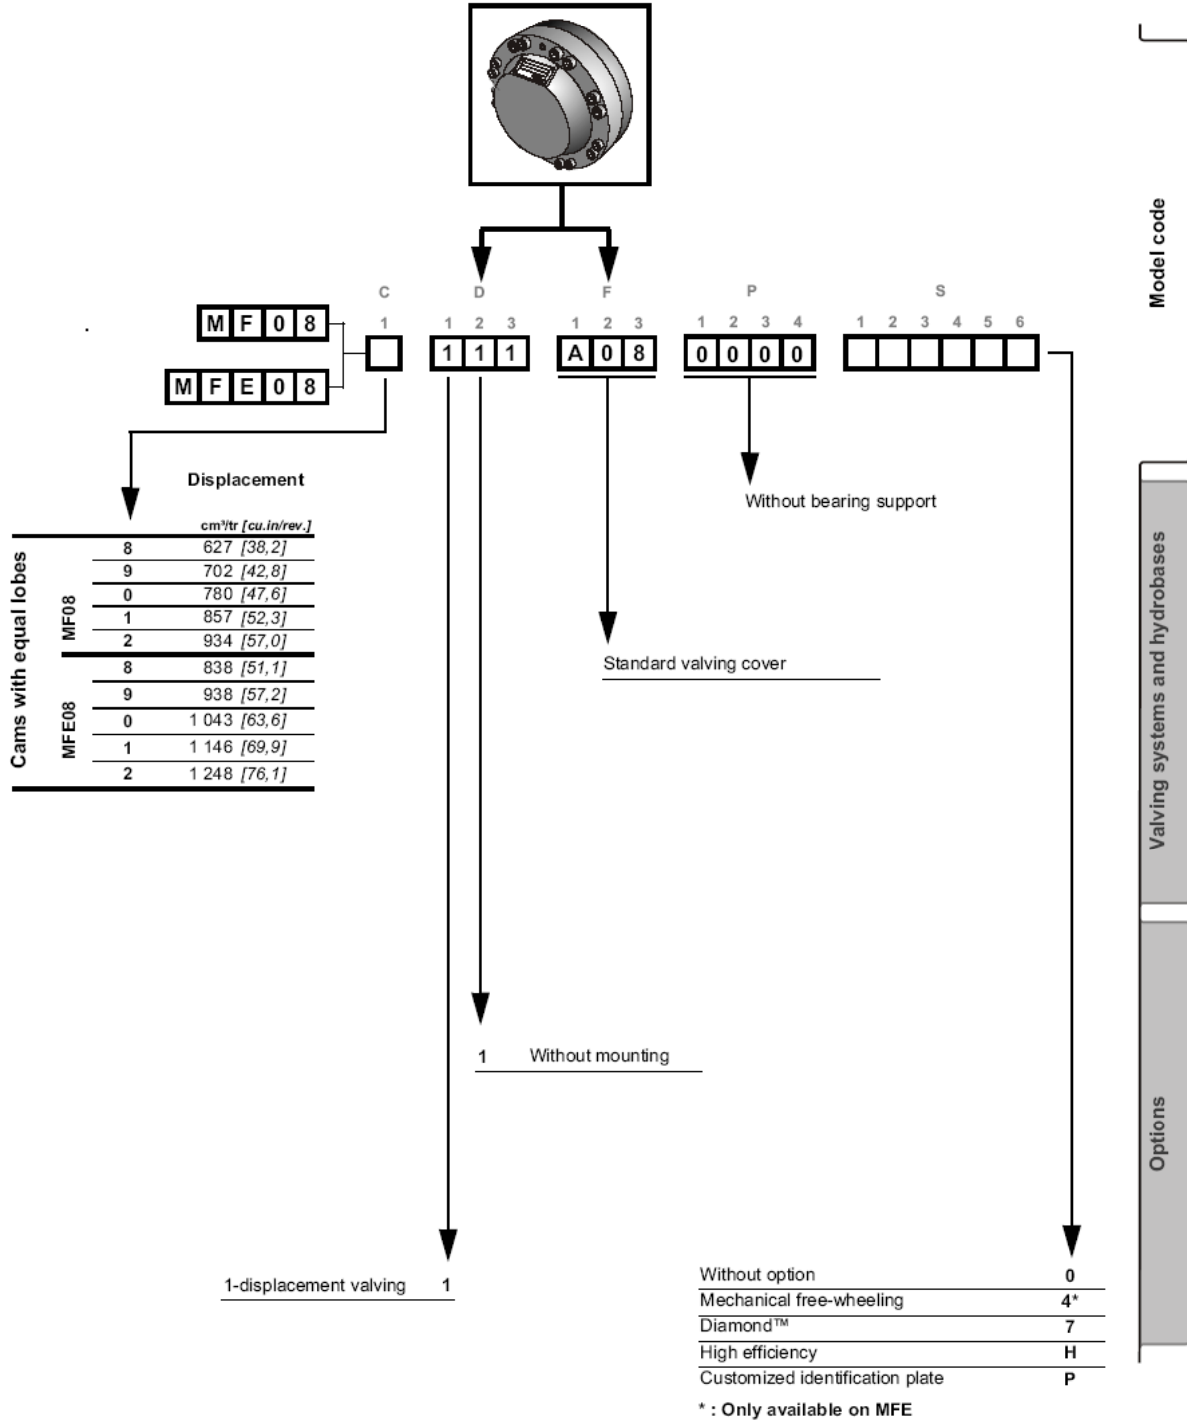 Model code
C D F P S
M F 0 8
1 1 2 3 1 2 3 1 2 3 4 1 2 3 4 5 6
1 1 1 A 0 8 0 0 0 0
M F E 0 8
Displacement
Without bearing support
cm³/tr [cu.in/rev.]
Cams with equal lobes
MF08
8 627 [38,2]
9 702 [42,8]
0 780 [47,6]
1 857 [52,3]
2 934 [57,0]
MFE08
8 838 [51,1]
9 938 [57,2]
0 1 043 [63,6]
1 1 146 [69,9]
2 1 248 [76,1]
Standard valving cover
Valving systems and hydrobases
1 Without mounting
Options
1-displacement valving 1
Without option 0
Mechanical free-wheeling 4*
Diamond™ 7
High efficiency H
Customized identification plate P
* : Only available on MFE